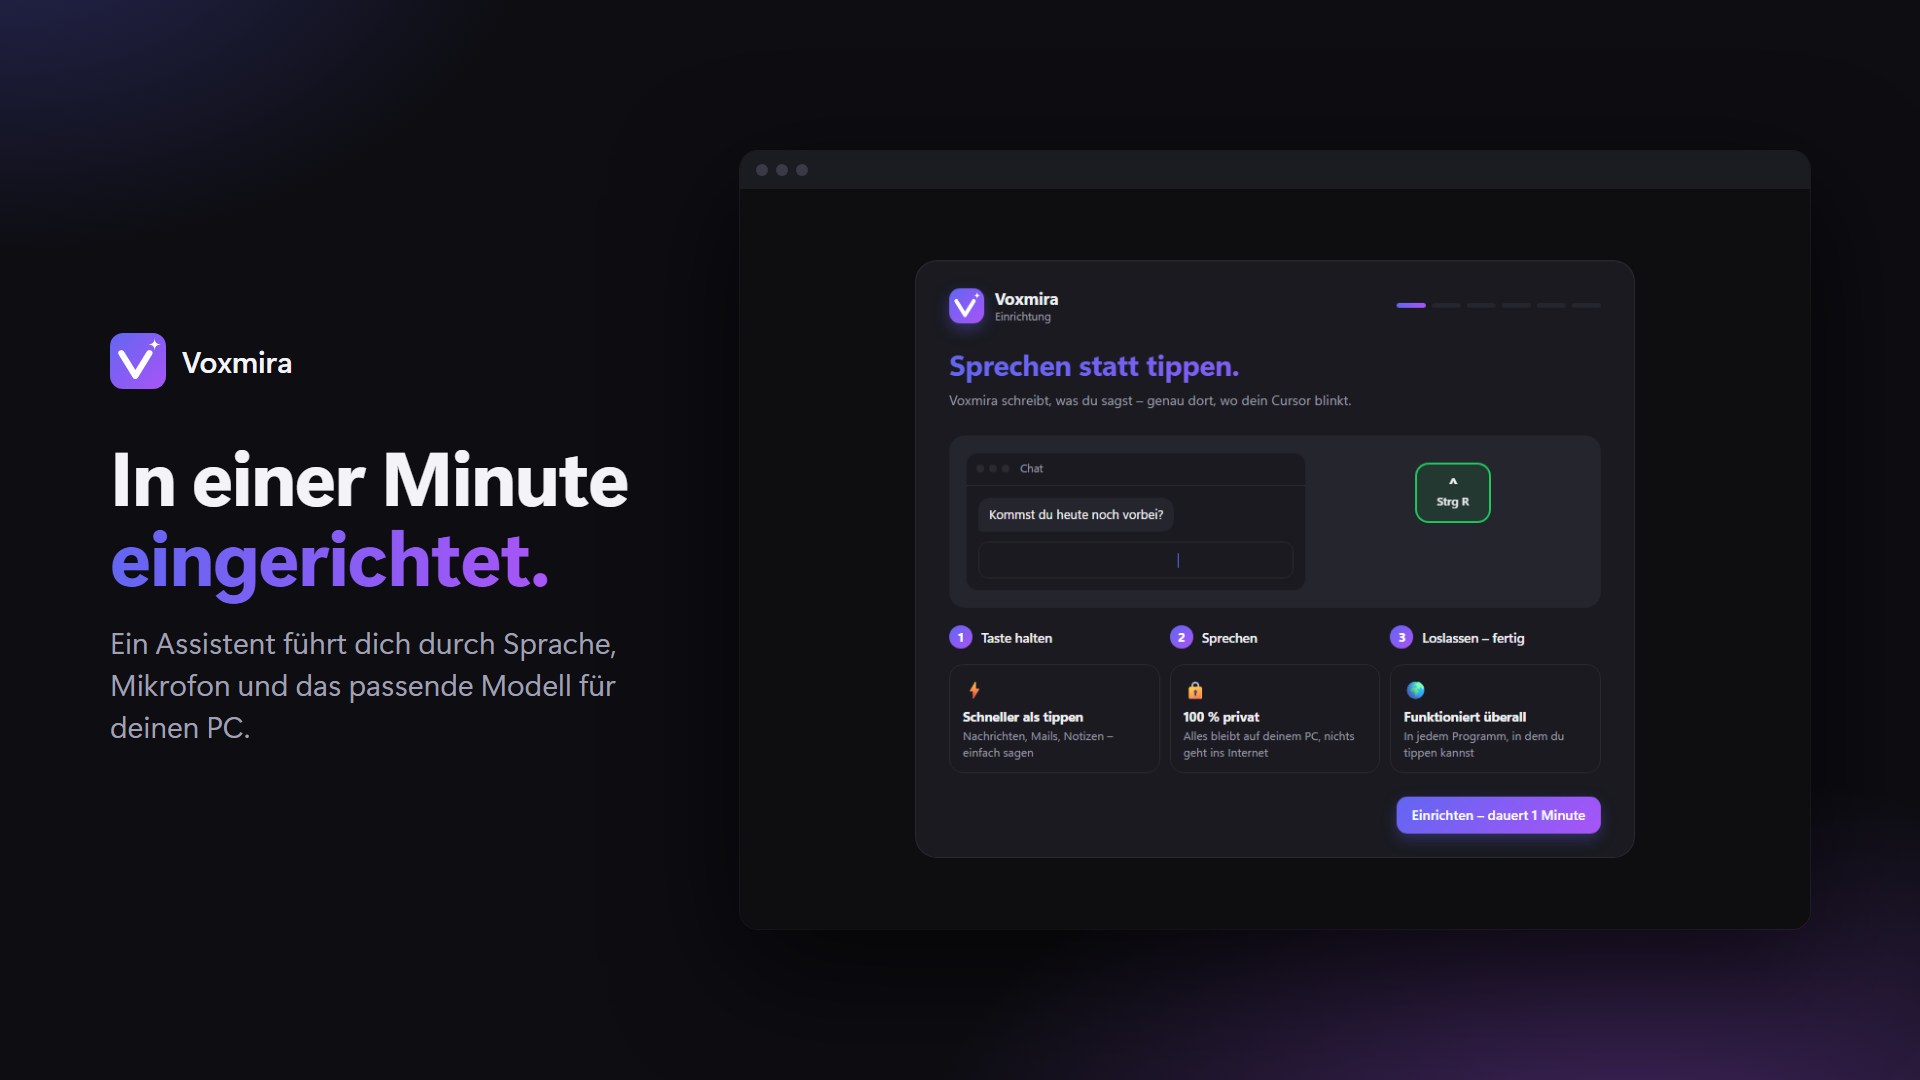 Voxmira
In einer Minute
eingerichtet.
Ein Assistent führt dich durch Sprache,
Mikrofon und das passende Modell für
deinen PC.
Voxmira
Einrichtung
Sprechen statt tippen.
Voxmira schreibt, was du sagst – genau dort, wo dein Cursor blinkt.
Chat
Kommst du heute noch vorbei?
^
Strg R
1 Taste halten
2 Sprechen
3 Loslassen – fertig
Schneller als tippen
Nachrichten, Mails, Notizen –
einfach sagen
100 % privat
Alles bleibt auf deinem PC, nichts
geht ins Internet
Funktioniert überall
In jedem Programm, in dem du
tippen kannst
Einrichten – dauert 1 Minute